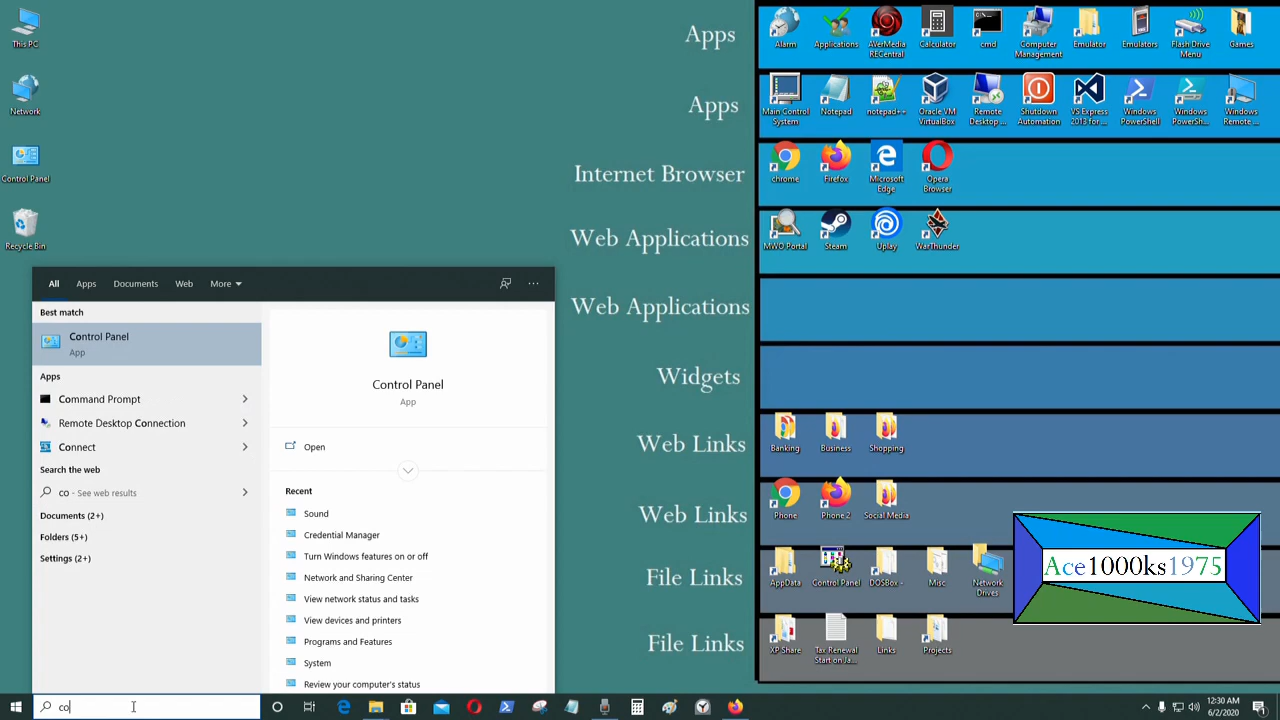 This PC
Network
Control Panel
Recycle Bin
Apps
Apps
Internet Browser
Web Applications
Web Applications
Widgets
Web Links
Web Links
File Links
File Links
Alarm
Applications
AVerMedia
RECentral
Calculator
cmd
Computer
Management
Emulator
Emulators
Flash Drive
Menu
Games
Main Control
System
Notepad
notepad++
Oracle VM
VirtualBox
Remote
Desktop ...
Shutdown
Automation
VS Express
2013 for ...
Windows
PowerShell
Windows
PowerSh...
Windows
Remote ...
chrome
Firefox
Microsoft
Edge
Opera
Browser
MWO Portal
Steam
Uplay
WarThunder
Banking
Business
Shopping
Phone
Phone 2
Social Media
AppData
Control Panel
DOSBox -
Misc
Network
Drives
XP Share
Tax Renewal
Start on Ja...
Links
Projects
Ace1000ks1975
All Apps Documents Web More
Best match
Control Panel
App
Apps
Command Prompt
Remote Desktop Connection
Connect
Search the web
co - See web results
Documents (2+)
Folders (5+)
Settings (2+)
Control Panel
App
Open
Recent
Sound
Credential Manager
Turn Windows features on or off
Network and Sharing Center
View network status and tasks
View devices and printers
Programs and Features
System
Review your computer's status
co
12:30 AM
6/2/2020